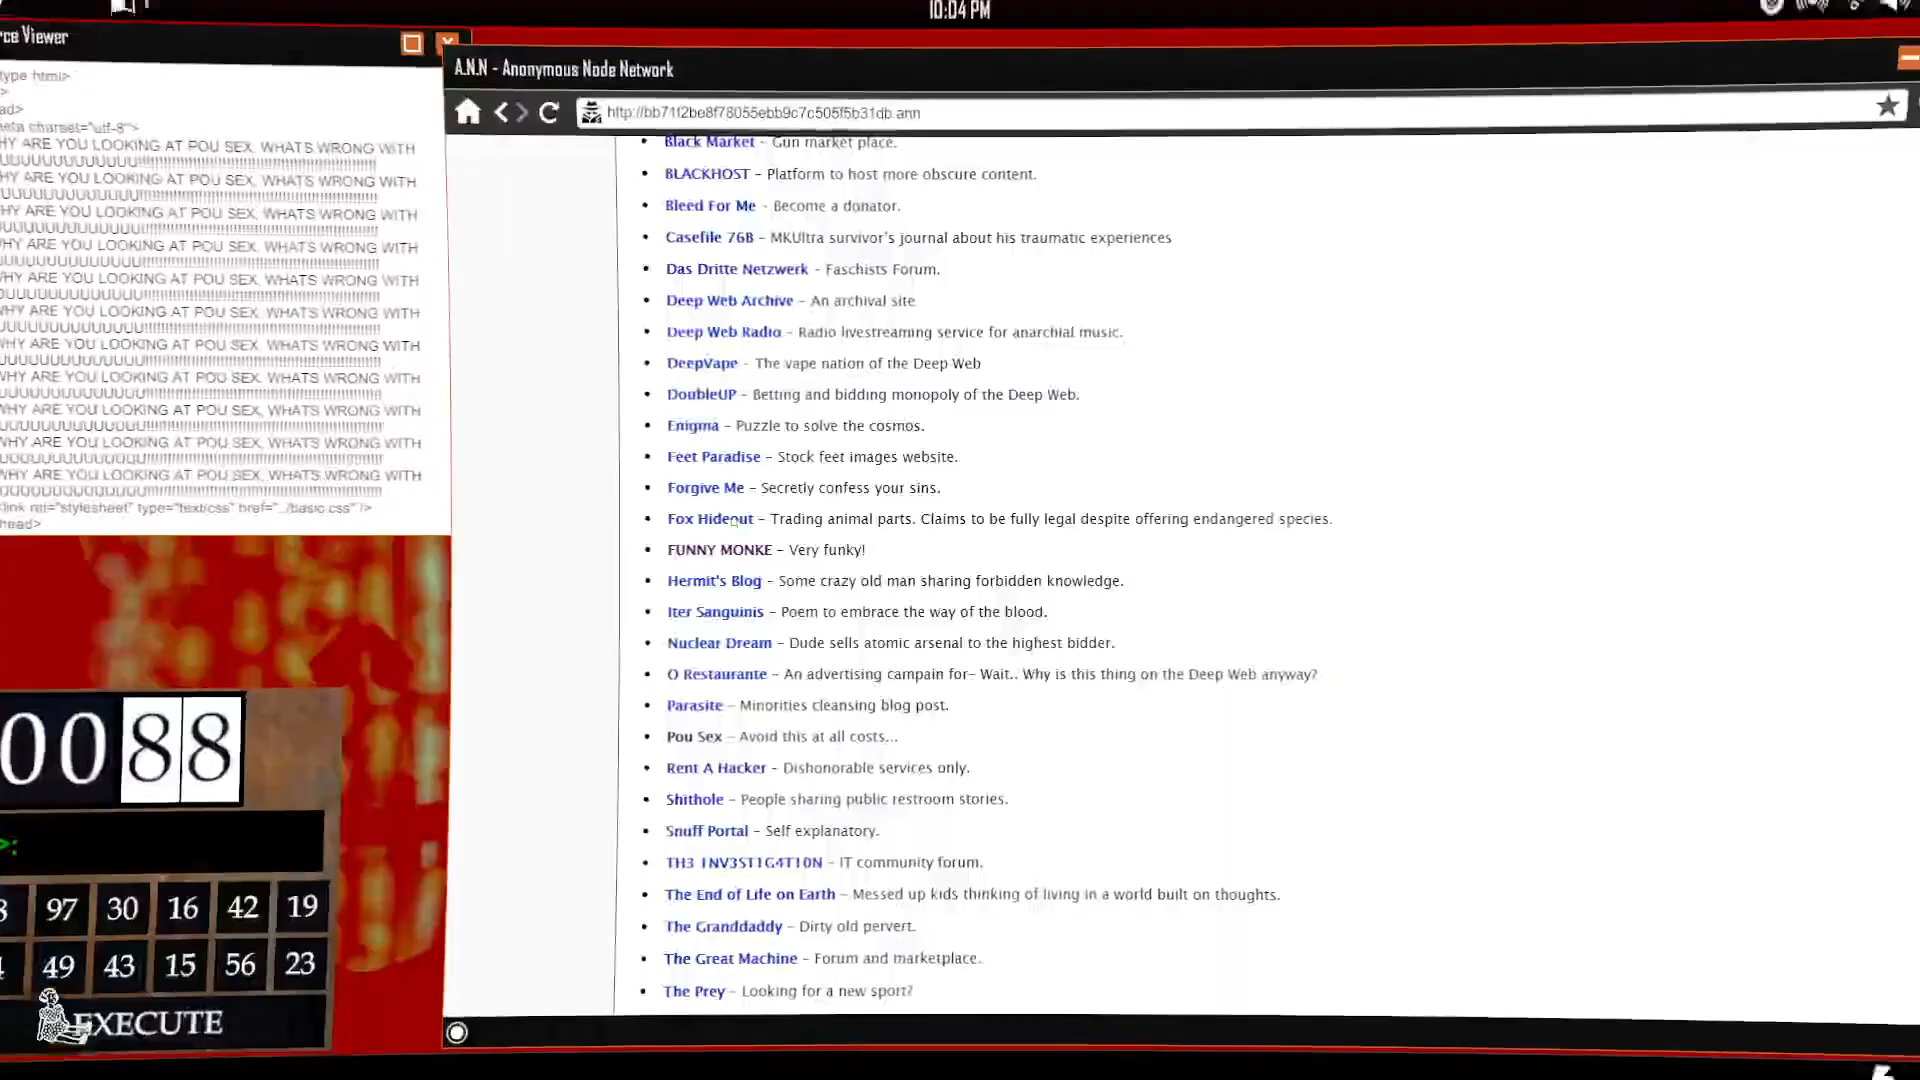 10:04 PM
rce Viewer
A.N.N - Anonymous Node Network
http://bb71f2be8f78055ebb9c7c505f5b31db.ann
type html>
>
ad>
meta charset="utf-8">
HY ARE YOU LOOKING AT POU SEX, WHATS WRONG WITH
HY ARE YOU LOOKING AT POU SEX, WHATS WRONG WITH
HY ARE YOU LOOKING AT POU SEX, WHATS WRONG WITH
WHY ARE YOU LOOKING AT POU SEX, WHATS WRONG WITH
WHY ARE YOU LOOKING AT POU SEX, WHATS WRONG WITH
WHY ARE YOU LOOKING AT POU SEX, WHATS WRONG WITH
WHY ARE YOU LOOKING AT POU SEX, WHATS WRONG WITH
WHY ARE YOU LOOKING AT POU SEX, WHATS WRONG WITH
WHY ARE YOU LOOKING AT POU SEX, WHATS WRONG WITH
WHY ARE YOU LOOKING AT POU SEX, WHATS WRONG WITH
WHY ARE YOU LOOKING AT POU SEX, WHATS WRONG WITH
link rel="stylesheet" type="text/css" href="../basic.css" />
head>
Black Market - Gun market place.
BLACKHOST - Platform to host more obscure content.
Bleed For Me - Become a donator.
Casefile 76B - MKUltra survivor's journal about his traumatic experiences
Das Dritte Netzwerk - Faschists Forum.
Deep Web Archive - An archival site
Deep Web Radio - Radio livestreaming service for anarchial music.
DeepVape - The vape nation of the Deep Web
DoubleUP - Betting and bidding monopoly of the Deep Web.
Enigma - Puzzle to solve the cosmos.
Feet Paradise - Stock feet images website.
Forgive Me - Secretly confess your sins.
Fox Hideout - Trading animal parts. Claims to be fully legal despite offering endangered species.
FUNNY MONKE - Very funky!
Hermit's Blog - Some crazy old man sharing forbidden knowledge.
Iter Sanguinis - Poem to embrace the way of the blood.
Nuclear Dream - Dude sells atomic arsenal to the highest bidder.
O Restaurante - An advertising campain for- Wait.. Why is this thing on the Deep Web anyway?
Parasite - Minorities cleansing blog post.
Pou Sex - Avoid this at all costs...
Rent A Hacker - Dishonorable services only.
Shithole - People sharing public restroom stories.
Snuff Portal - Self explanatory.
TH3 1NV3ST1G4T10N - IT community forum.
The End of Life on Earth - Messed up kids thinking of living in a world built on thoughts.
The Granddaddy - Dirty old pervert.
The Great Machine - Forum and marketplace.
The Prey - Looking for a new sport?
0088
>:
97 30 16 42 19
49 43 15 56 23
EXECUTE